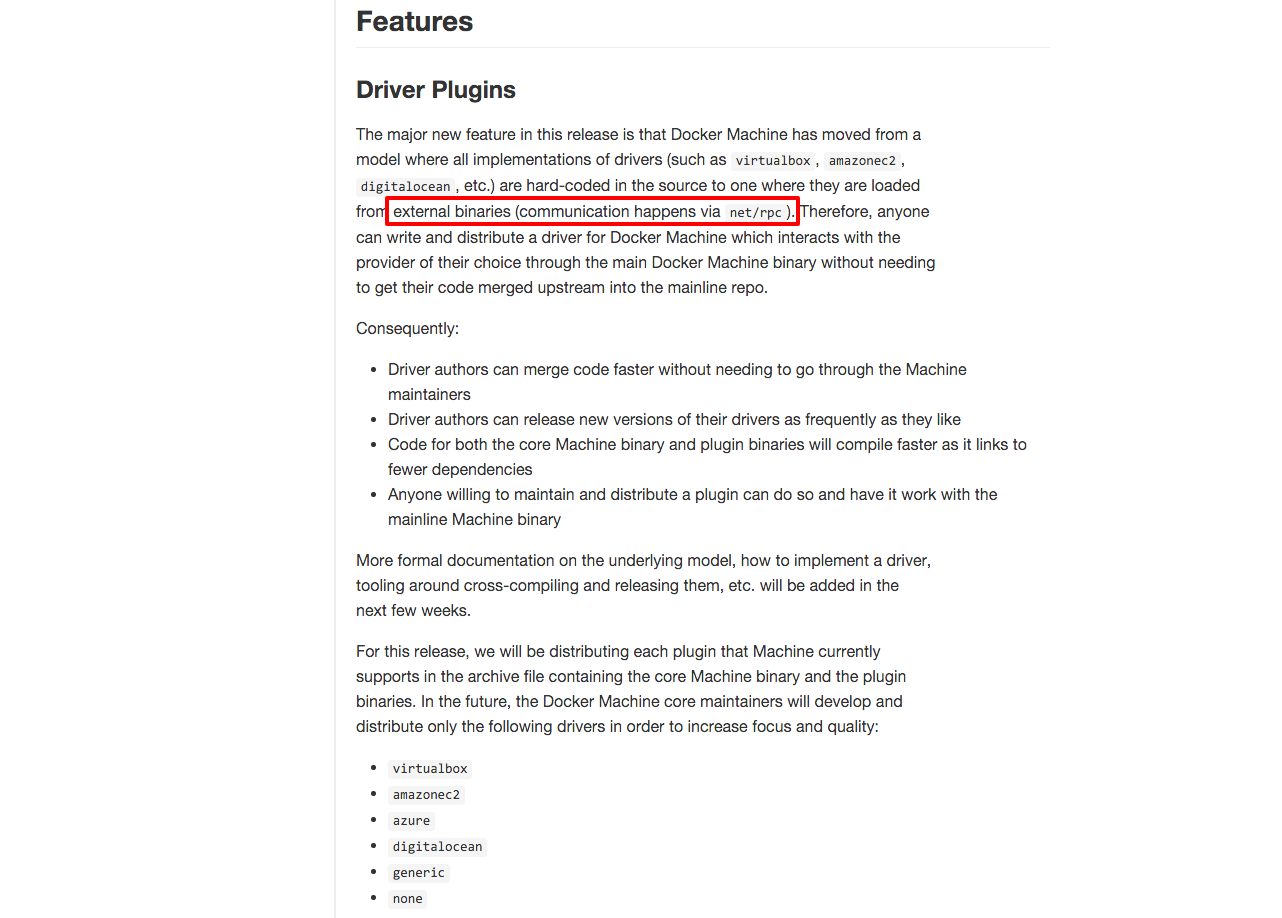 Features
Driver Plugins
The major new feature in this release is that Docker Machine has moved from a
model where all implementations of drivers (such as virtualbox , amazonec2 ,
digitalocean , etc.) are hard-coded in the source to one where they are loaded
from external binaries (communication happens via net/rpc ). Therefore, anyone
can write and distribute a driver for Docker Machine which interacts with the
provider of their choice through the main Docker Machine binary without needing
to get their code merged upstream into the mainline repo.
Consequently:
• Driver authors can merge code faster without needing to go through the Machine
maintainers
• Driver authors can release new versions of their drivers as frequently as they like
• Code for both the core Machine binary and plugin binaries will compile faster as it links to
fewer dependencies
• Anyone willing to maintain and distribute a plugin can do so and have it work with the
mainline Machine binary
More formal documentation on the underlying model, how to implement a driver,
tooling around cross-compiling and releasing them, etc. will be added in the
next few weeks.
For this release, we will be distributing each plugin that Machine currently
supports in the archive file containing the core Machine binary and the plugin
binaries. In the future, the Docker Machine core maintainers will develop and
distribute only the following drivers in order to increase focus and quality:
• virtualbox
• amazonec2
• azure
• digitalocean
• generic
• none